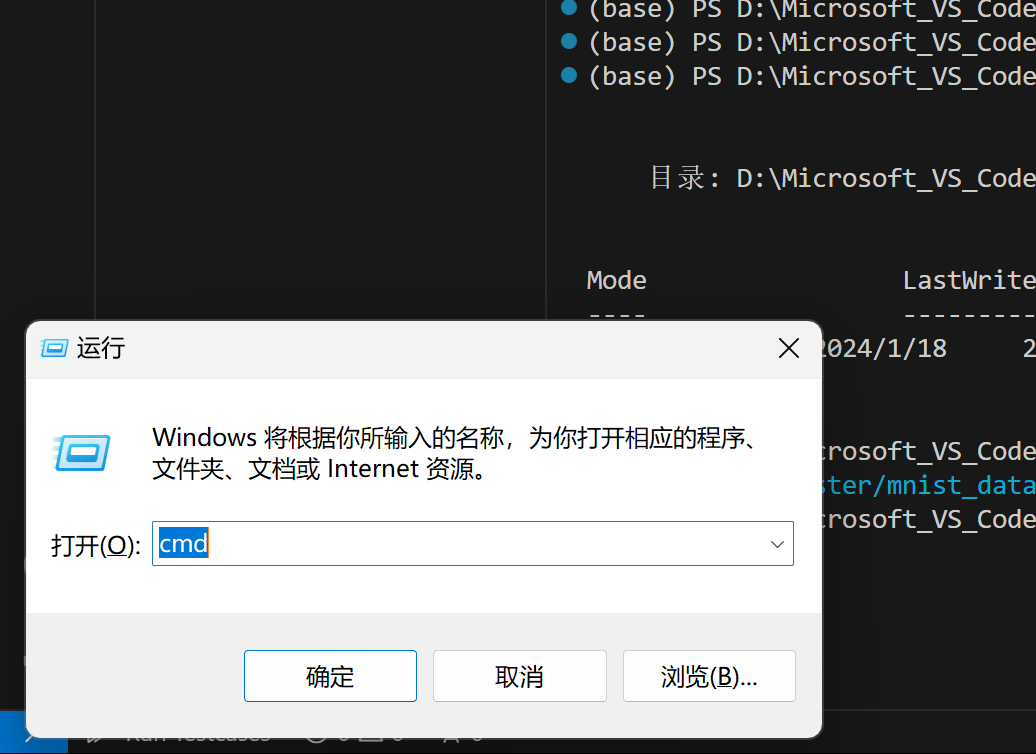 (base) PS D:\Microsoft_VS_Code
(base) PS D:\Microsoft_VS_Code
(base) PS D:\Microsoft_VS_Code
目录: D:\Microsoft_VS_Code
Mode LastWrite
---- ---------
2024/1/18 2
crosoft_VS_Code
ster/mnist_data
crosoft_VS_Code
运行
Windows 将根据你所输入的名称，为你打开相应的程序、
文件夹、文档或 Internet 资源。
打开(O): cmd
确定 取消 浏览(B)...
Run Testcases